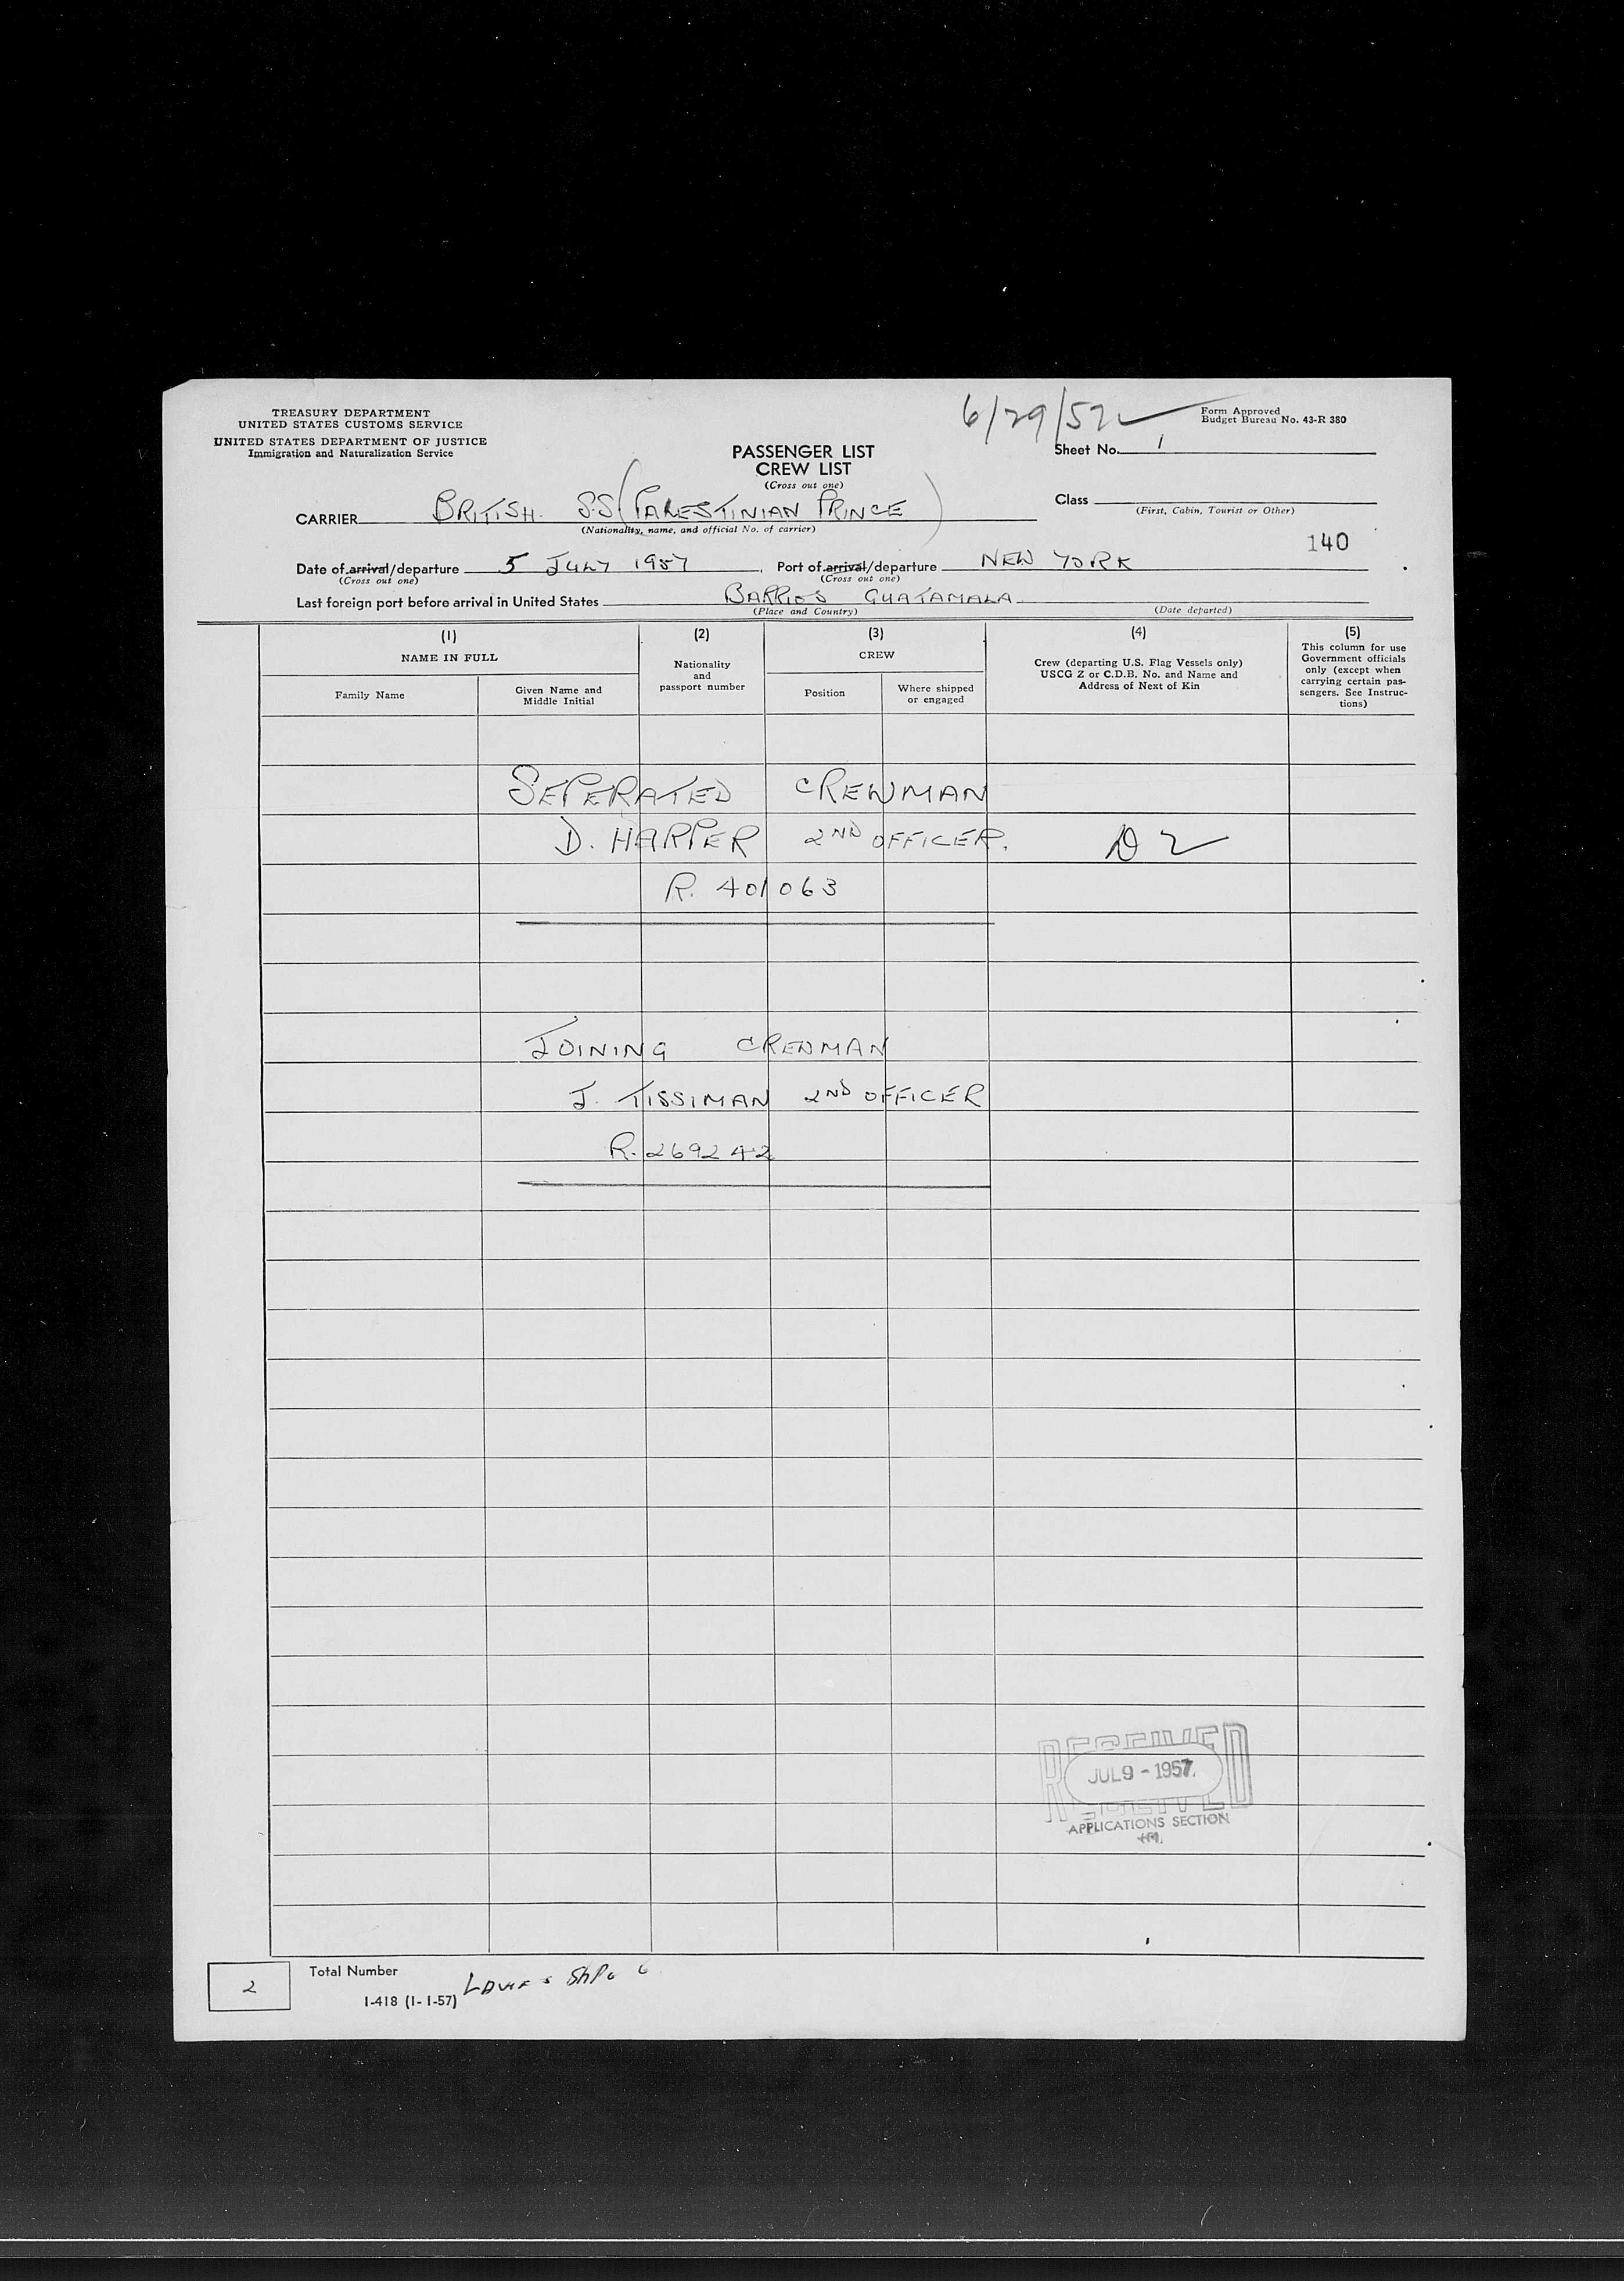 6/29/57
TREASURY DEPARTMENT
UNITED STATES CUSTOMS SERVICE
UNITED STATES DEPARTMENT OF JUSTICE
Immigration and Naturalization Service
Form Approved
Budget Bureau No. 43-R 380
PASSENGER LIST
CREW LIST
(Cross out one)
Sheet No. 1
CARRIER BRITISH. S.S (PALESTINIAN PRINCE)
(Nationality, name, and official No. of carrier)
Class
(First, Cabin, Tourist or Other)
140
Date of arrival/departure 5 JULY 1957, Port of arrival/departure NEW YORK
(Cross out one) (Cross out one)
Last foreign port before arrival in United States BARRIOS GUATAMALA
(Place and Country) (Date departed)
(1) (2) (3) (4) (5)
NAME IN FULL
Family Name
Given Name and
Middle Initial
Nationality
and
passport number
CREW
Position
Where shipped
or engaged
Crew (departing U.S. Flag Vessels only)
USCG Z or C.D.B. No. and Name and
Address of Next of Kin
This column for use
Government officials
only (except when
carrying certain pas-
sengers. See Instruc-
tions)
SEPERATED CREWMAN
D. HARPER 2ND OFFICER. D2
R. 401063
JOINING CREWMAN
J. TISSIMAN 2ND OFFICER
R. 269242
RECEIVED
JUL 9 - 1957
RECEIVED
APPLICATIONS SECTION
2
Total Number
I-418 (1-1-57)